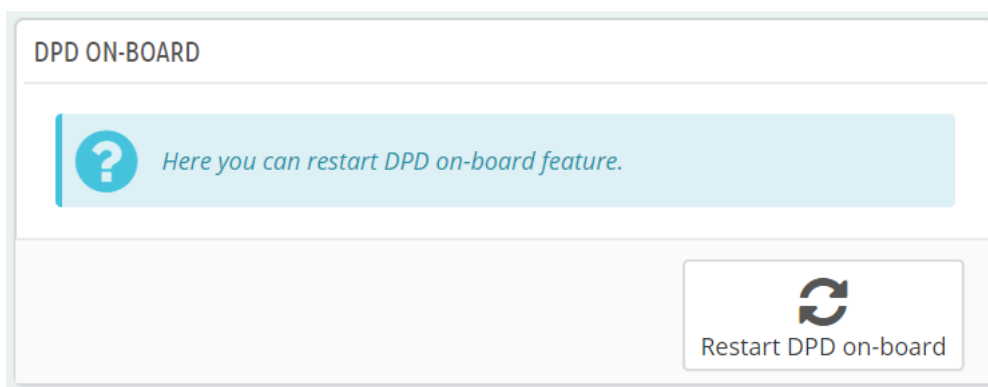 DPD ON-BOARD
Here you can restart DPD on-board feature.
Restart DPD on-board